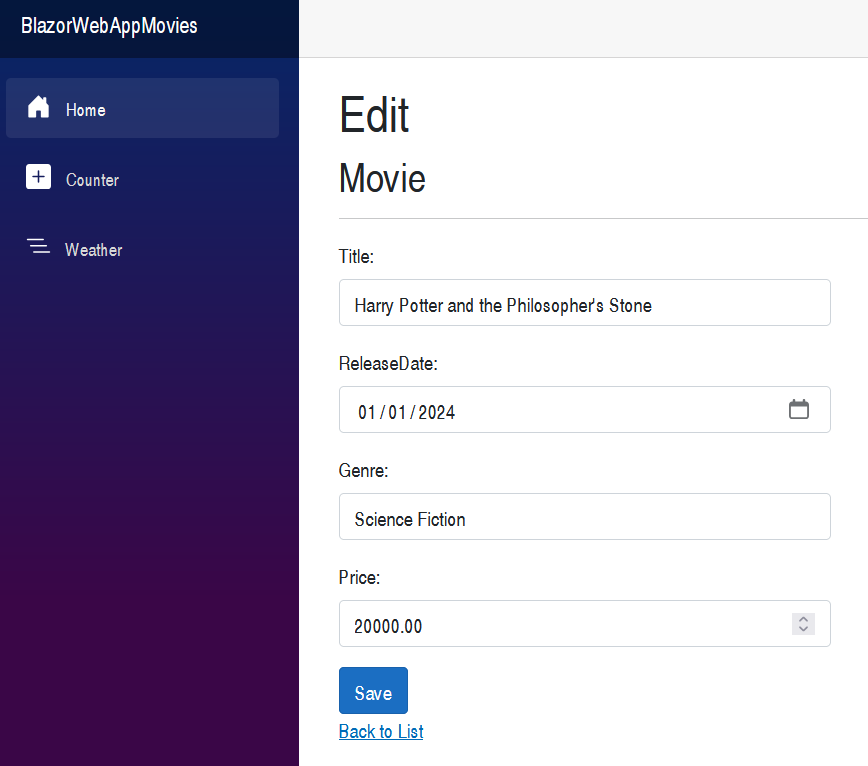 BlazorWebAppMovies
Home
Counter
Weather
Edit
Movie
Title:
Harry Potter and the Philosopher's Stone
ReleaseDate:
01/01/2024
Genre:
Science Fiction
Price:
20000.00
Save
Back to List